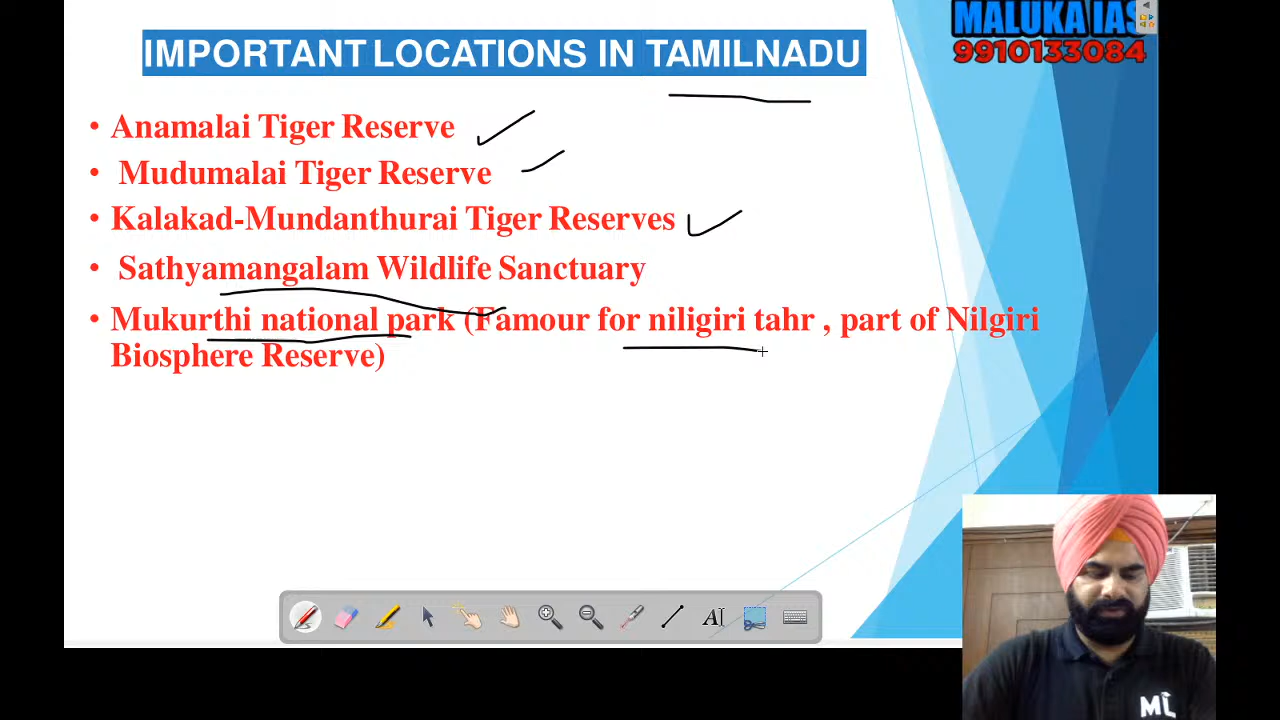 MALUKA IAS
9910133084
IMPORTANT LOCATIONS IN TAMILNADU
• Anamalai Tiger Reserve
• Mudumalai Tiger Reserve
• Kalakad-Mundanthurai Tiger Reserves
• Sathyamangalam Wildlife Sanctuary
• Mukurthi national park (Famour for niligiri tahr , part of Nilgiri
Biosphere Reserve)
A